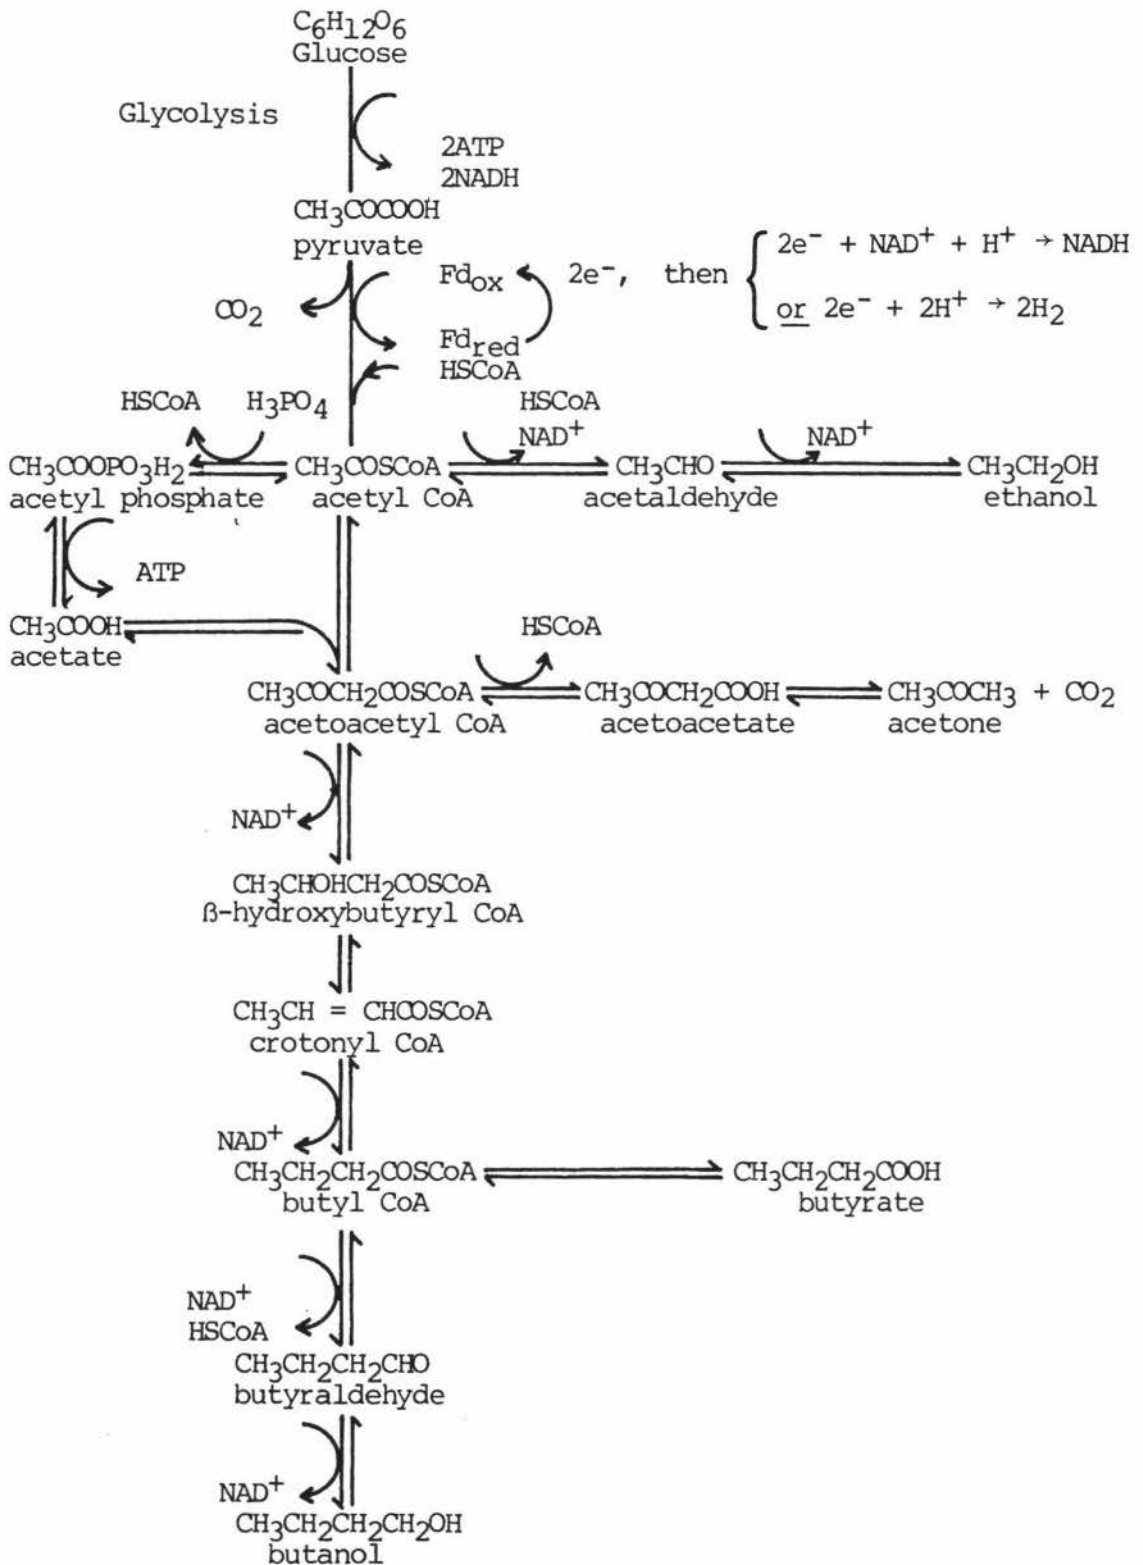 C6H12O6
Glucose
Glycolysis
2ATP
2NADH
CH3COCOOH
pyruvate
CO2
Fdox
2e-, then
2e- + NAD+ + H+ → NADH
or 2e- + 2H+ → 2H2
Fdred
HSCoA
HSCoA H3PO4
HSCoA
NAD+
NAD+
CH3COOPO3H2
acetyl phosphate
CH3COSCoA
acetyl CoA
CH3CHO
acetaldehyde
CH3CH2OH
ethanol
ATP
CH3COOH
acetate
HSCoA
CH3COCH2COSCoA
acetoacetyl CoA
CH3COCH2COOH
acetoacetate
CH3COCH3 + CO2
acetone
NAD+
CH3CHOHCH2COSCoA
ß-hydroxybutyryl CoA
CH3CH = CHCOSCoA
crotonyl CoA
NAD+
CH3CH2CH2COSCoA
butyl CoA
CH3CH2CH2COOH
butyrate
NAD+
HSCoA
CH3CH2CH2CHO
butyraldehyde
NAD+
CH3CH2CH2CH2OH
butanol